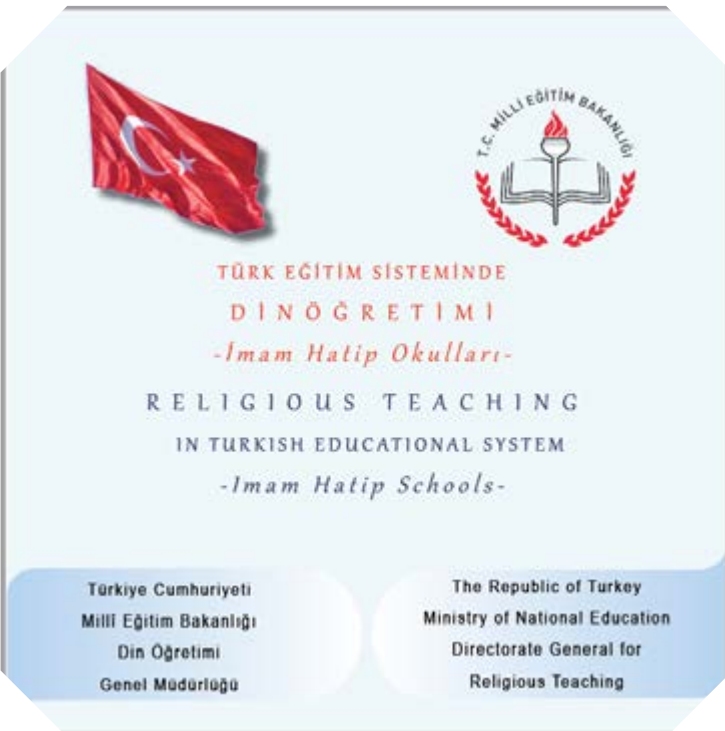 T.C. MİLLİ EĞİTİM BAKANLIĞI
TÜRK EĞİTİM SİSTEMİNDE
DİNÖĞRETİMİ
-İmam Hatip Okulları-
RELIGIOUS TEACHING
IN TURKISH EDUCATIONAL SYSTEM
-Imam Hatip Schools-
Türkiye Cumhuriyeti
Millî Eğitim Bakanlığı
Din Öğretimi
Genel Müdürlüğü
The Republic of Turkey
Ministry of National Education
Directorate General for
Religious Teaching